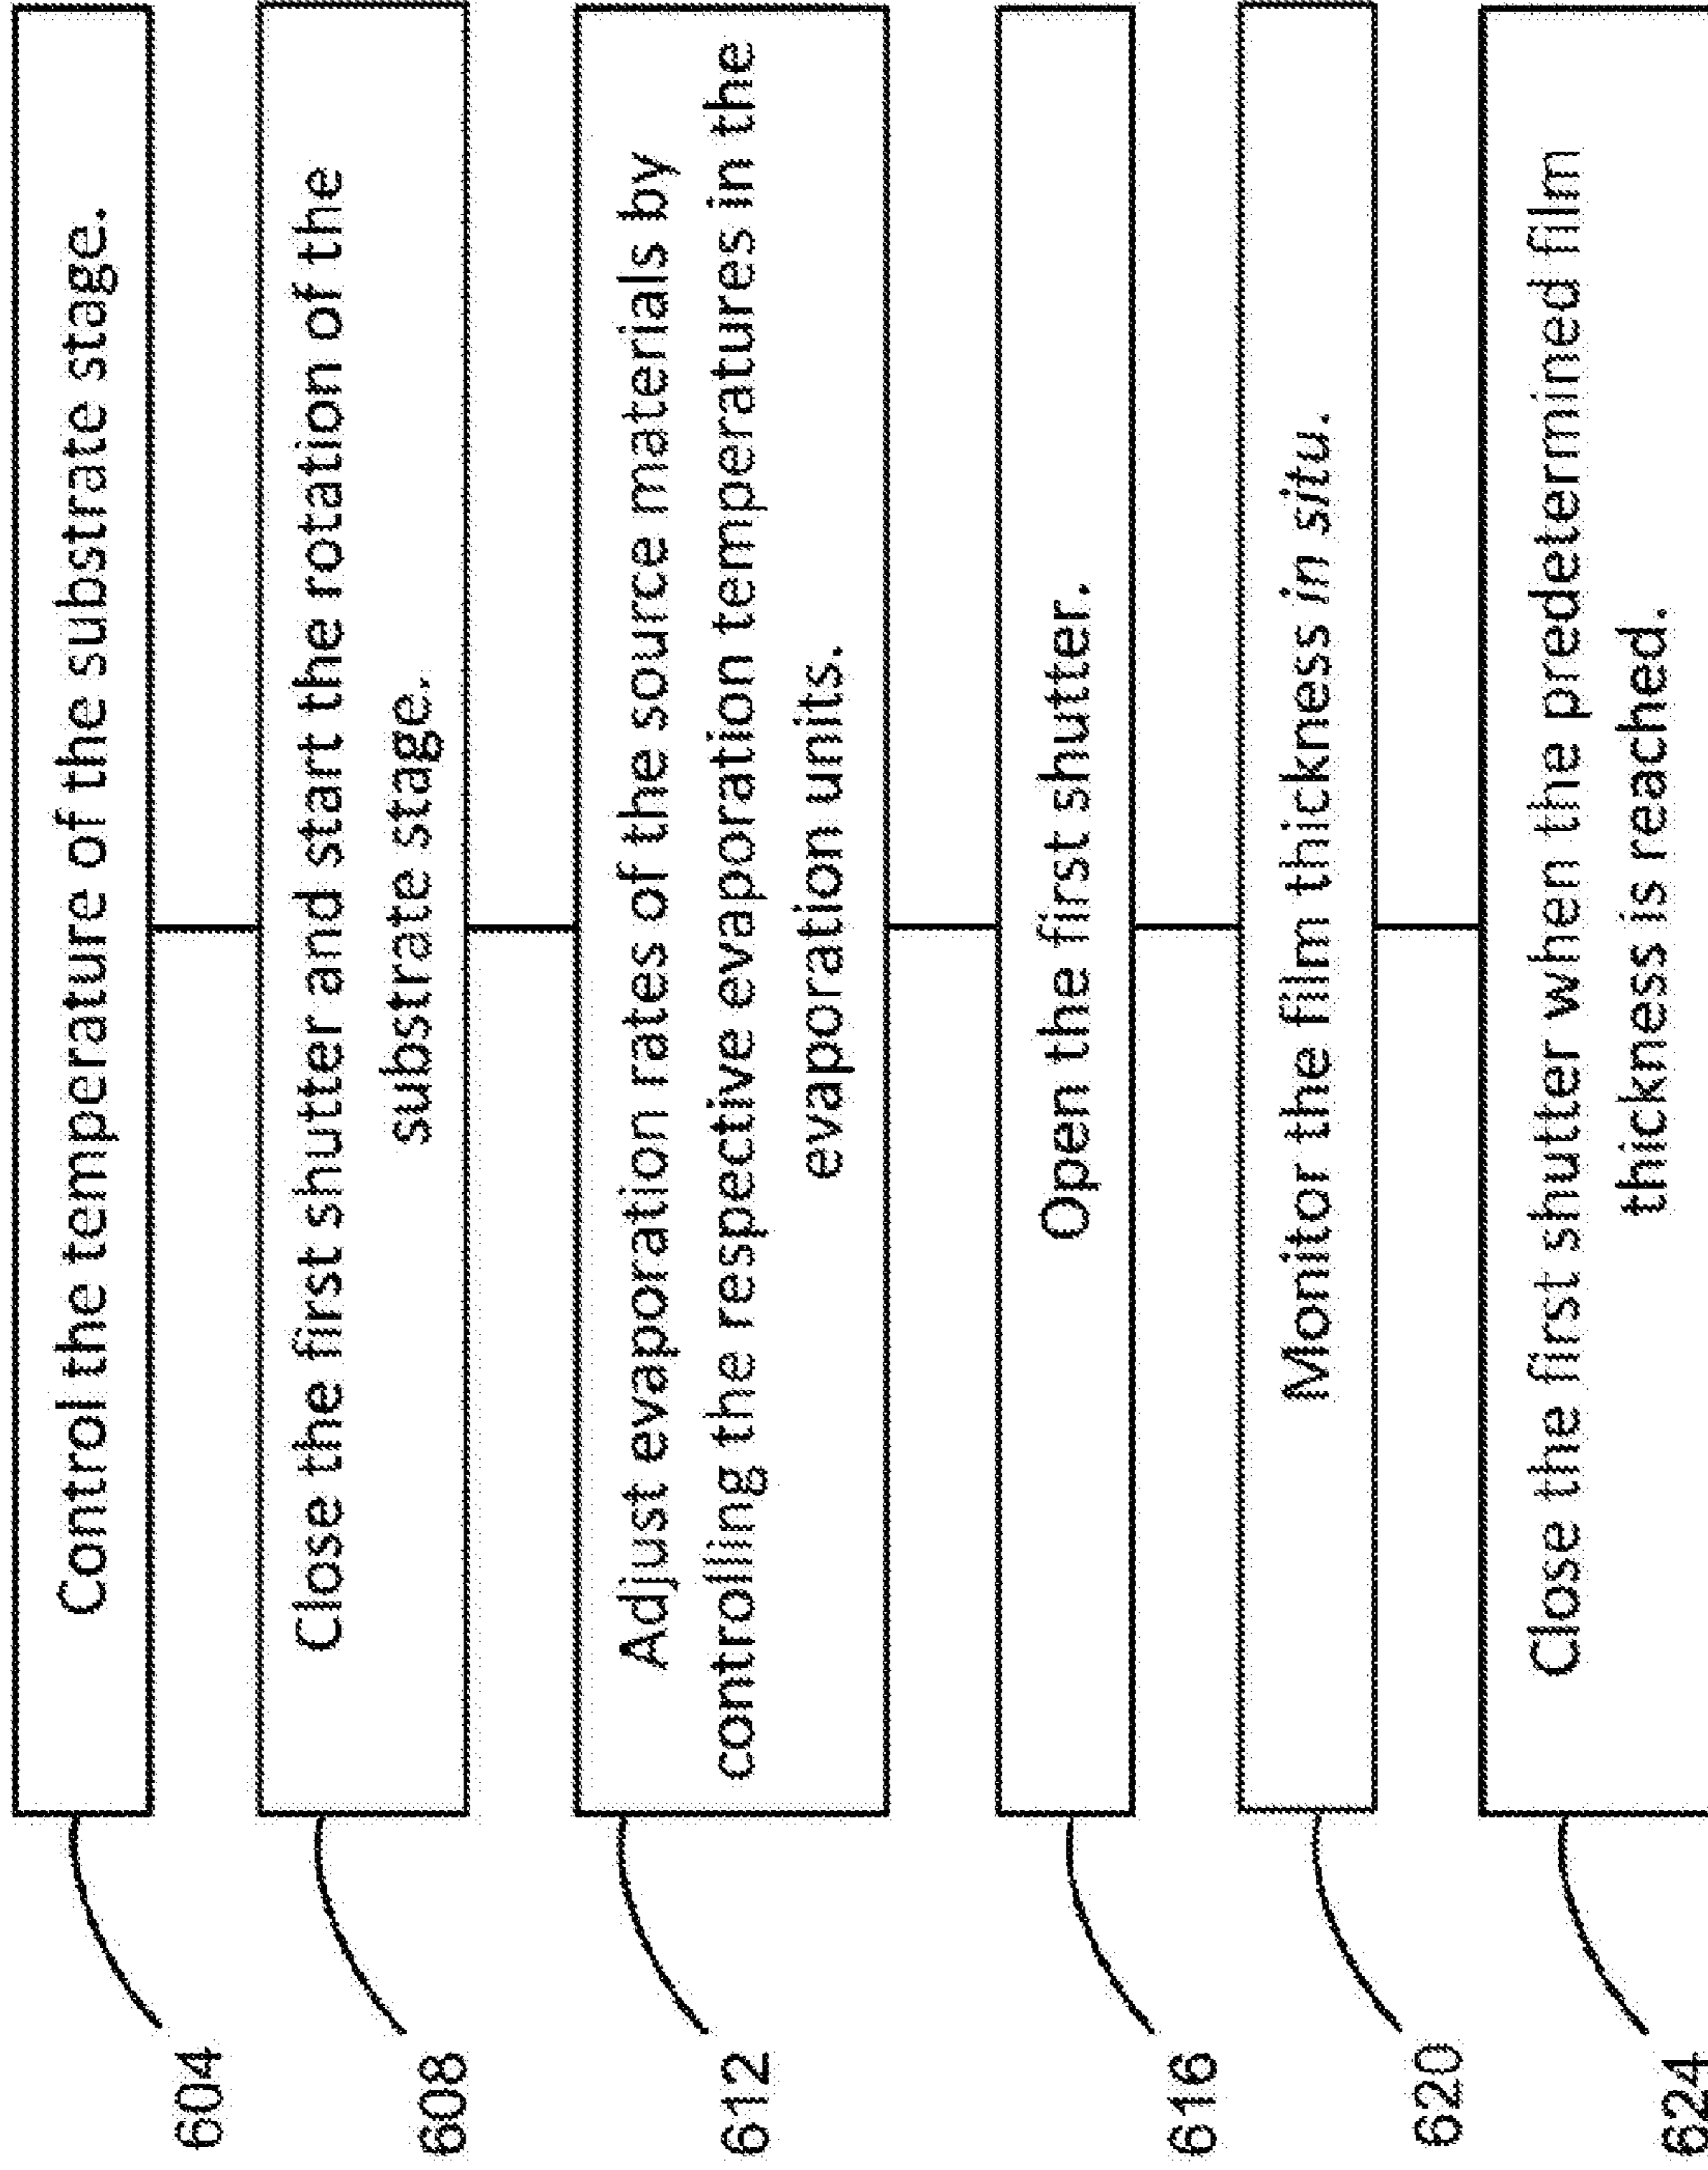 604
Control the temperature of the substrate stage.
608
Close the first shutter and start the rotation of the
substrate stage.
612
Adjust evaporation rates of the source materials by
controlling the respective evaporation temperatures in the
evaporation units.
616
Open the first shutter.
620
Monitor the film thickness in situ.
624
Close the first shutter when the predetermined film
thickness is reached.